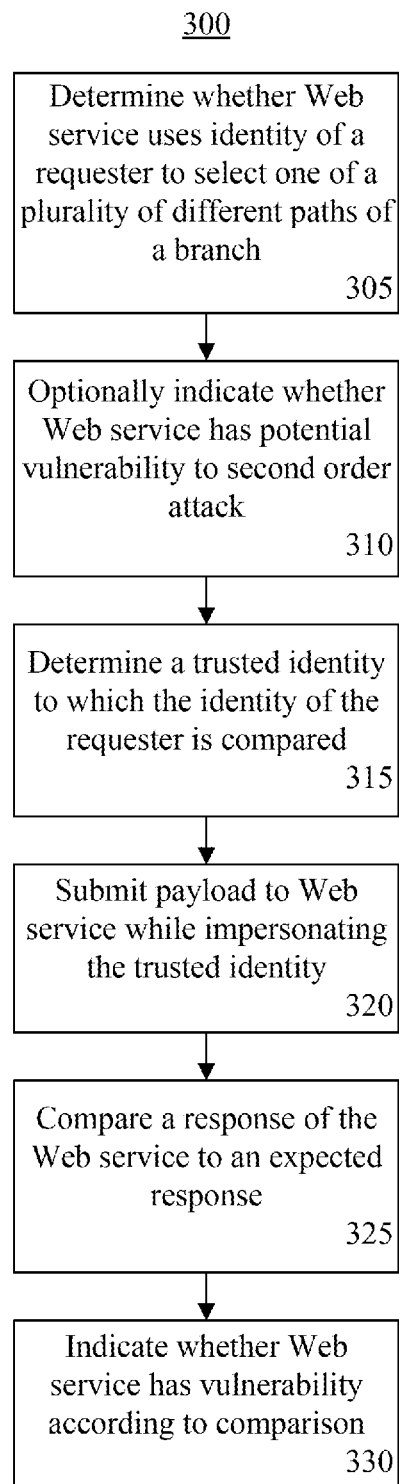 300
Determine whether Web
service uses identity of a
requester to select one of a
plurality of different paths of
a branch
305
Optionally indicate whether
Web service has potential
vulnerability to second order
attack
310
Determine a trusted identity
to which the identity of the
requester is compared
315
Submit payload to Web
service while impersonating
the trusted identity
320
Compare a response of the
Web service to an expected
response
325
Indicate whether Web
service has vulnerability
according to comparison
330